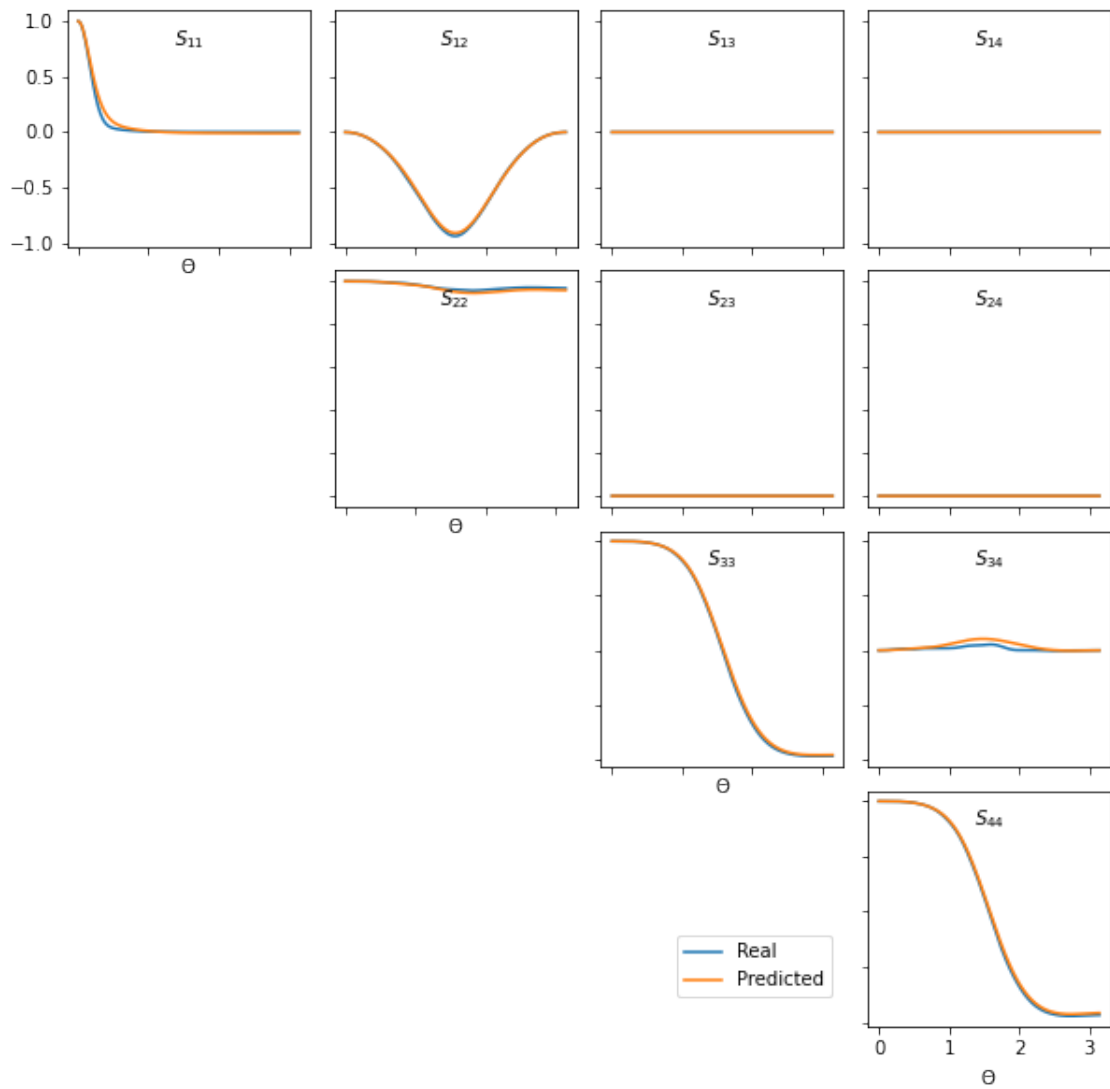 S₁₁ S₁₂ S₁₃ S₁₄
1.0
0.5
0.0
−0.5
−1.0
Θ
S₂₂ S₂₃ S₂₄
Θ
S₃₃ S₃₄
Θ
S₄₄
Real
Predicted
0 1 2 3
Θ